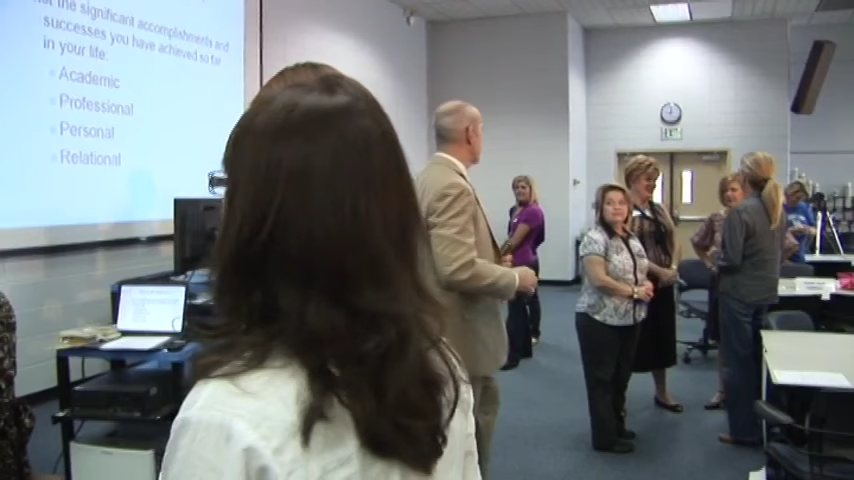 the significant accomplishments and
successes you have achieved so far
in your life:
Academic
Professional
Personal
Relational